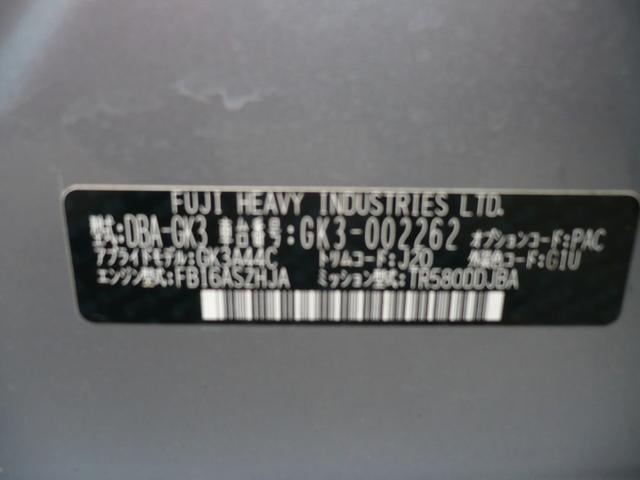 FUJI HEAVY INDUSTRIES LTD.
型式:DBA-GK3 車台番号:GK3-002262 オプションコード:PAC
アプライドモデル:GK3A44C トリムコード:J20 外装色コード:G1U
エンジン型式:FB16ASZHJA ミッション型式:TR580DDJBA